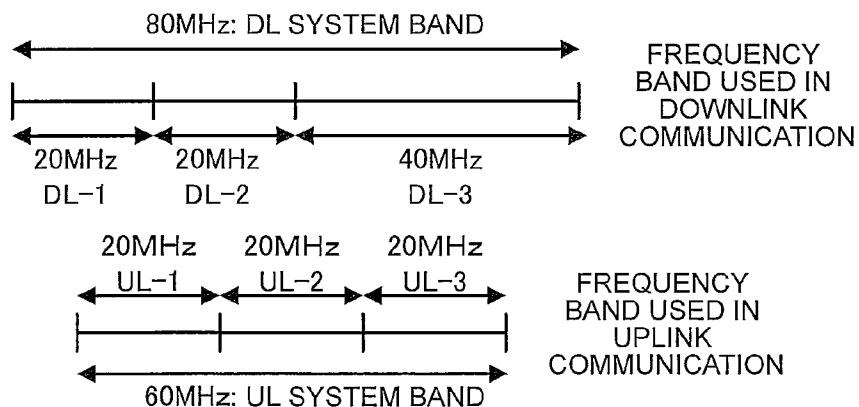 80MHz: DL SYSTEM BAND
FREQUENCY
BAND USED IN
DOWNLINK
COMMUNICATION
20MHz 20MHz 40MHz
DL-1 DL-2 DL-3
20MHz 20MHz 20MHz
UL-1 UL-2 UL-3
FREQUENCY
BAND USED IN
UPLINK
COMMUNICATION
60MHz: UL SYSTEM BAND